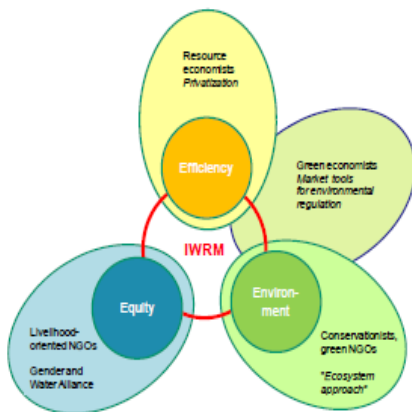 Resource
economists
Privatization
Efficiency
Green economists
Market tools
for environmental
regulation
IWRM
Equity
Environ-
ment
Livelihood-
oriented NGOs
Gender and
Water Alliance
Conservationists,
green NGOs
"Ecosystem
approach"